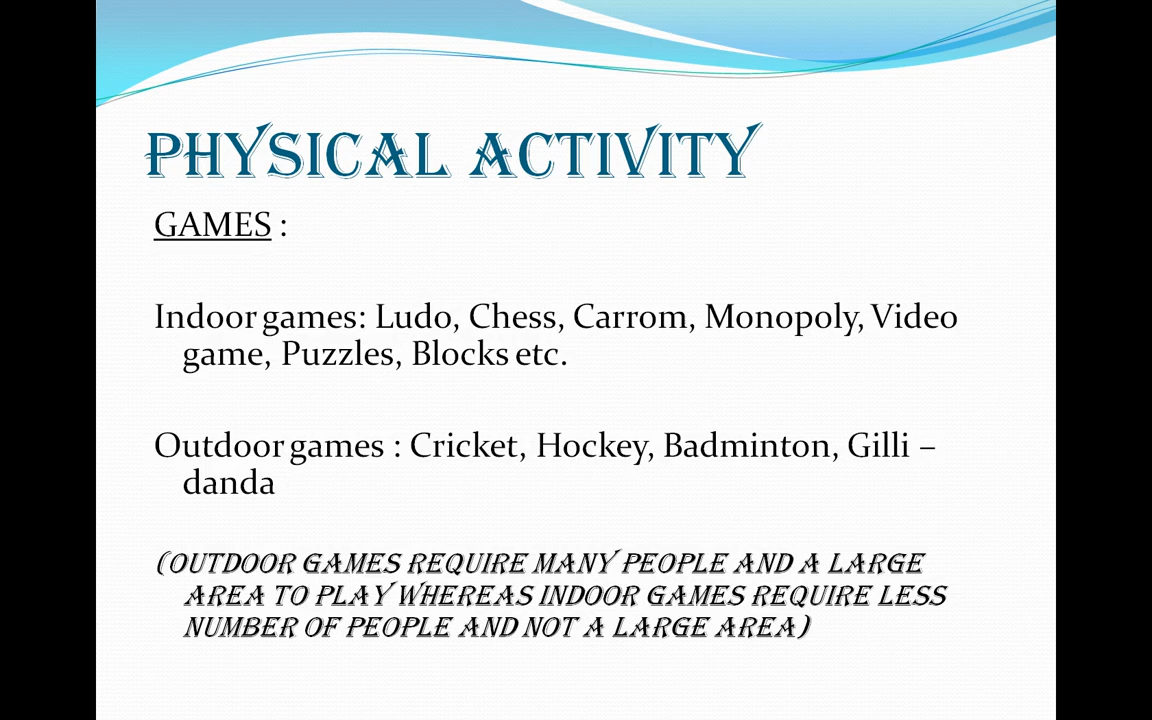 PHYSICAL ACTIVITY
GAMES :
Indoor games: Ludo, Chess, Carrom, Monopoly, Video
game, Puzzles, Blocks etc.
Outdoor games : Cricket, Hockey, Badminton, Gilli –
danda
(OUTDOOR GAMES REQUIRE MANY PEOPLE AND A LARGE
AREA TO PLAY WHEREAS INDOOR GAMES REQUIRE LESS
NUMBER OF PEOPLE AND NOT A LARGE AREA)